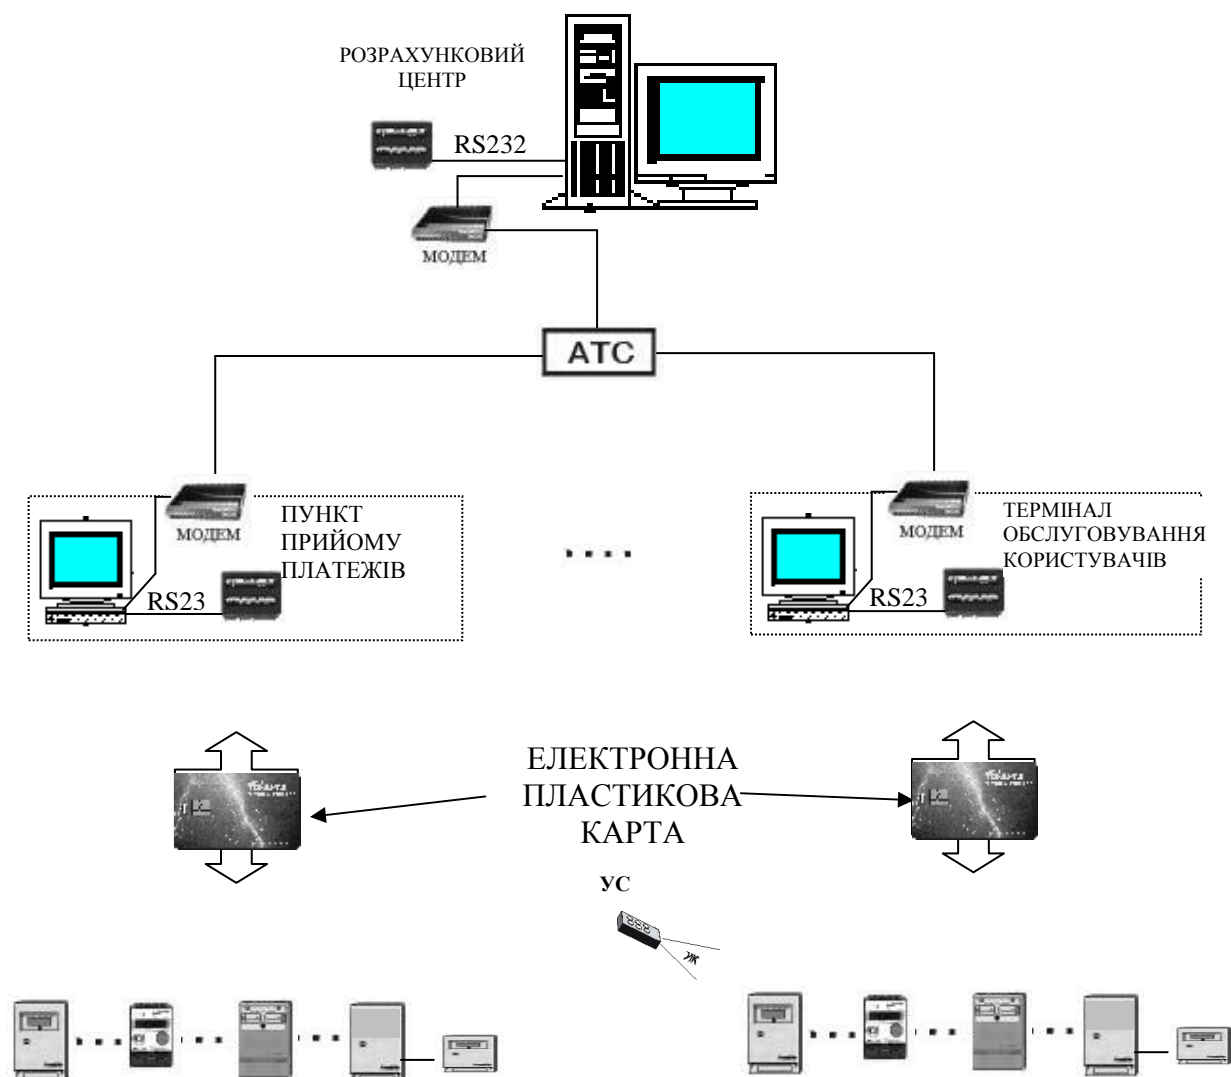 РОЗРАХУНКОВИЙ
ЦЕНТР
RS232
МОДЕМ
АТС
МОДЕМ
ПУНКТ
ПРИЙОМУ
ПЛАТЕЖІВ
RS23
МОДЕМ
ТЕРМІНАЛ
ОБСЛУГОВУВАННЯ
КОРИСТУВАЧІВ
RS23
ЕЛЕКТРОННА
ПЛАСТИКОВА
КАРТА
УС